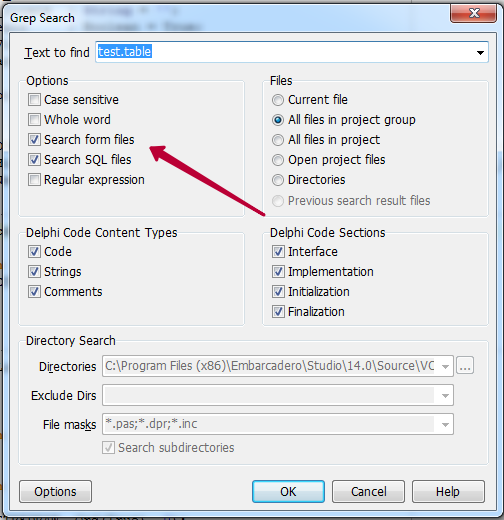 Grep Search
Text to find test.table
Options
Case sensitive
Whole word
Search form files
Search SQL files
Regular expression
Files
Current file
All files in project group
All files in project
Open project files
Directories
Previous search result files
Delphi Code Content Types
Code
Strings
Comments
Delphi Code Sections
Interface
Implementation
Initialization
Finalization
Directory Search
Directories C:\Program Files (x86)\Embarcadero\Studio\14.0\Source\VC ...
Exclude Dirs
File masks *.pas;*.dpr;*.inc
Search subdirectories
Options OK Cancel Help